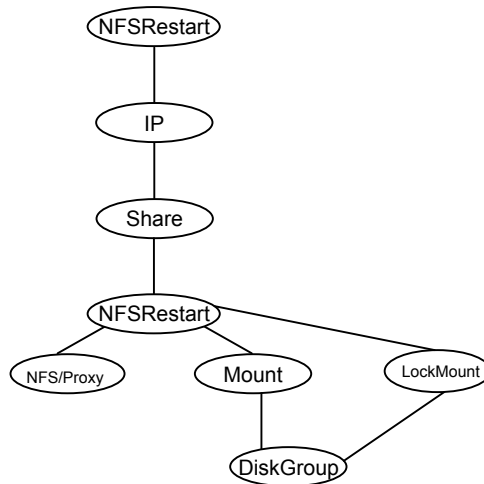 NFSRestart
IP
Share
NFSRestart
NFS/Proxy
Mount
LockMount
DiskGroup